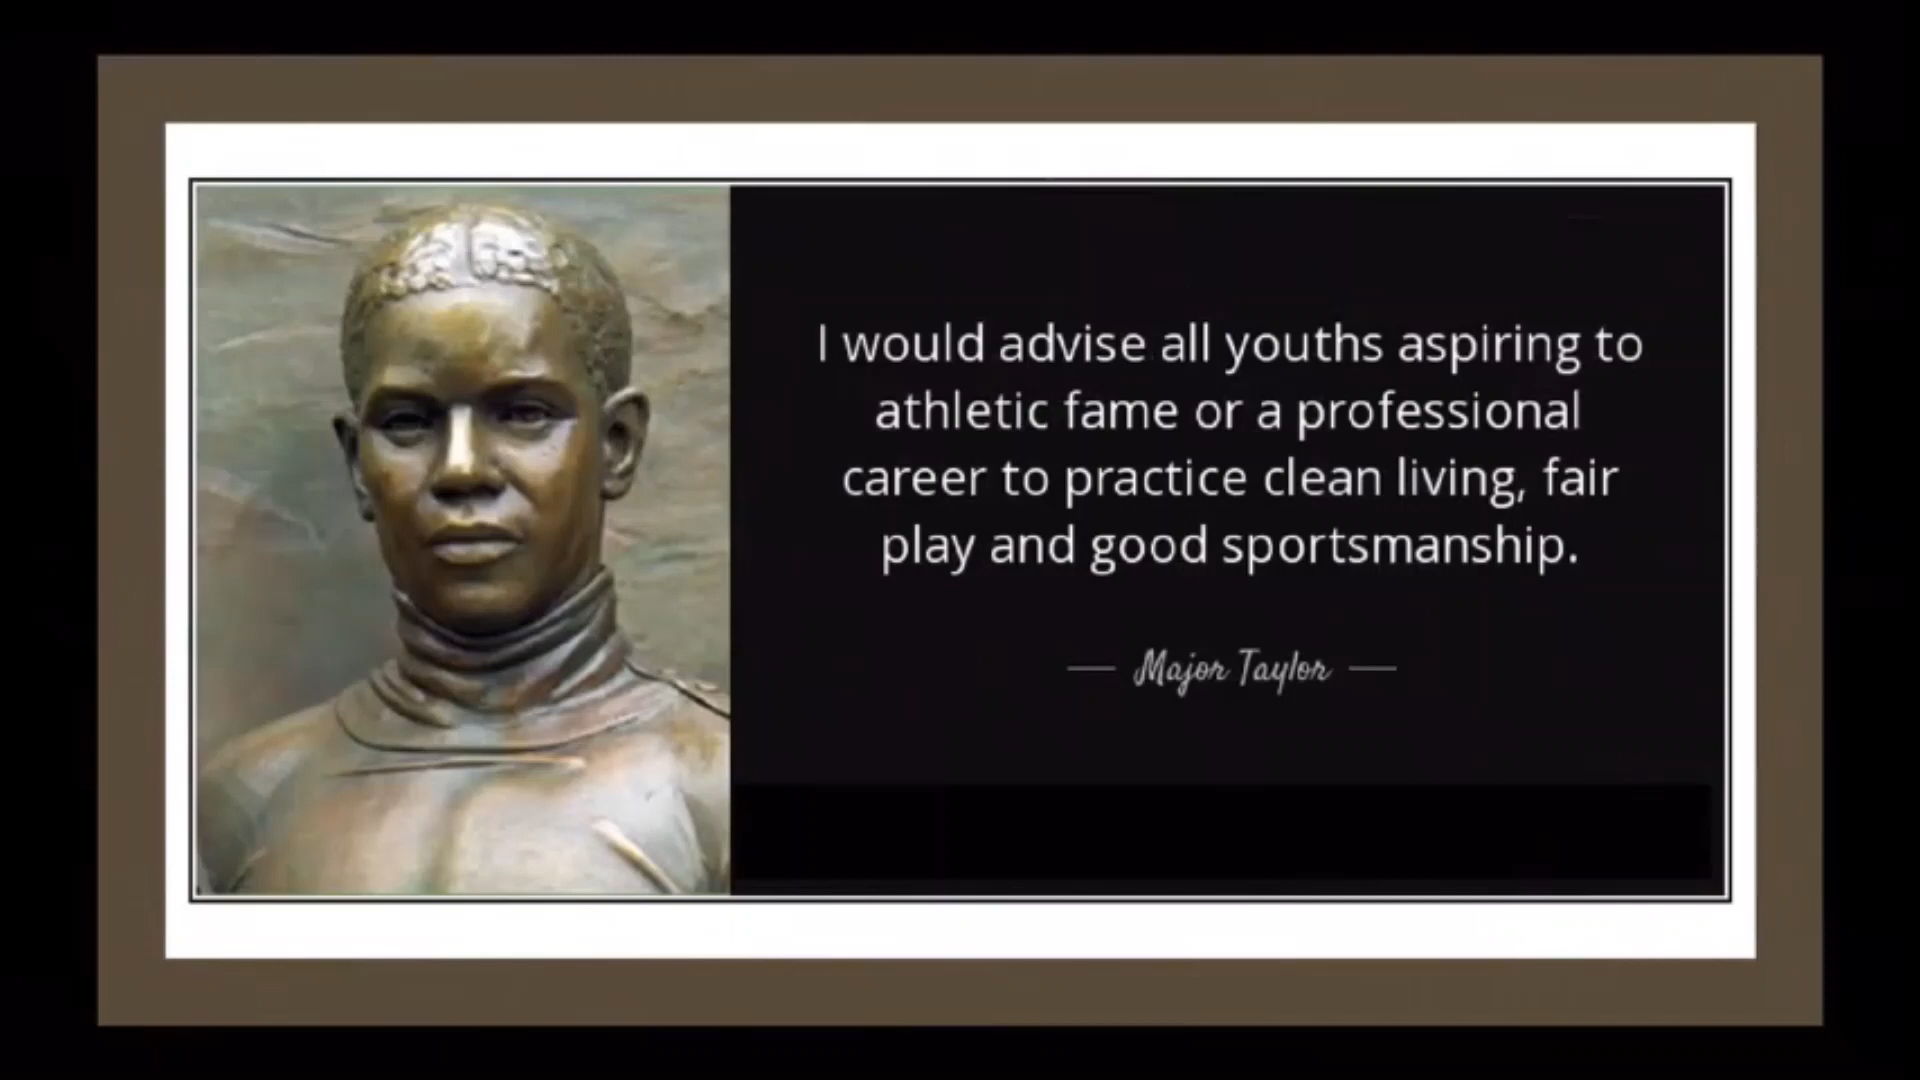 I would advise all youths aspiring to
athletic fame or a professional
career to practice clean living, fair
play and good sportsmanship.
— Major Taylor —